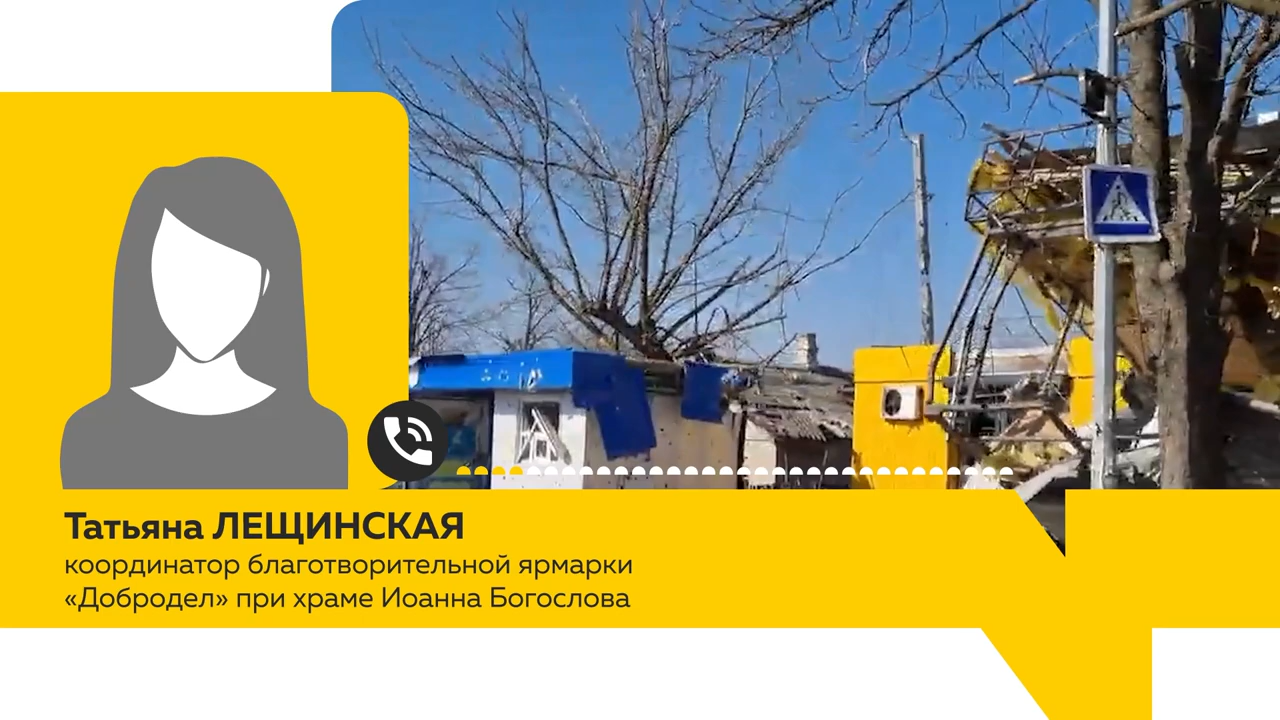 Татьяна ЛЕЩИНСКАЯ
координатор благотворительной ярмарки
«Добродел» при храме Иоанна Богослова